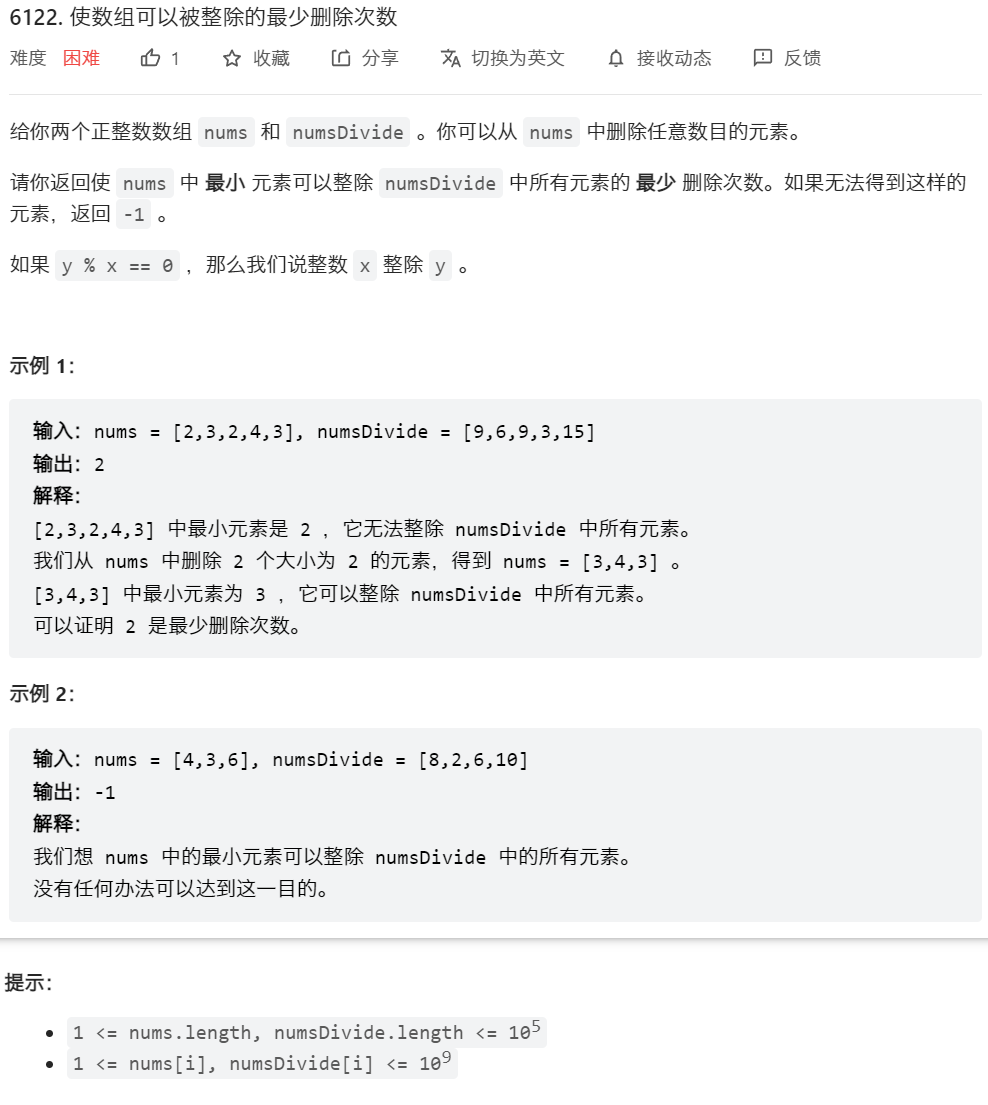 6122. 使数组可以被整除的最少删除次数
难度 困难 1 收藏 分享 切换为英文 接收动态 反馈
给你两个正整数数组 nums 和 numsDivide 。你可以从 nums 中删除任意数目的元素。
请你返回使 nums 中 最小 元素可以整除 numsDivide 中所有元素的 最少 删除次数。如果无法得到这样的
元素，返回 -1 。
如果 y % x == 0 ，那么我们说整数 x 整除 y 。
示例 1：
输入：nums = [2,3,2,4,3], numsDivide = [9,6,9,3,15]
输出：2
解释：
[2,3,2,4,3] 中最小元素是 2 ，它无法整除 numsDivide 中所有元素。
我们从 nums 中删除 2 个大小为 2 的元素，得到 nums = [3,4,3] 。
[3,4,3] 中最小元素为 3 ，它可以整除 numsDivide 中所有元素。
可以证明 2 是最少删除次数。
示例 2：
输入：nums = [4,3,6], numsDivide = [8,2,6,10]
输出：-1
解释：
我们想 nums 中的最小元素可以整除 numsDivide 中的所有元素。
没有任何办法可以达到这一目的。
提示：
• 1 <= nums.length, numsDivide.length <= 10⁵
• 1 <= nums[i], numsDivide[i] <= 10⁹